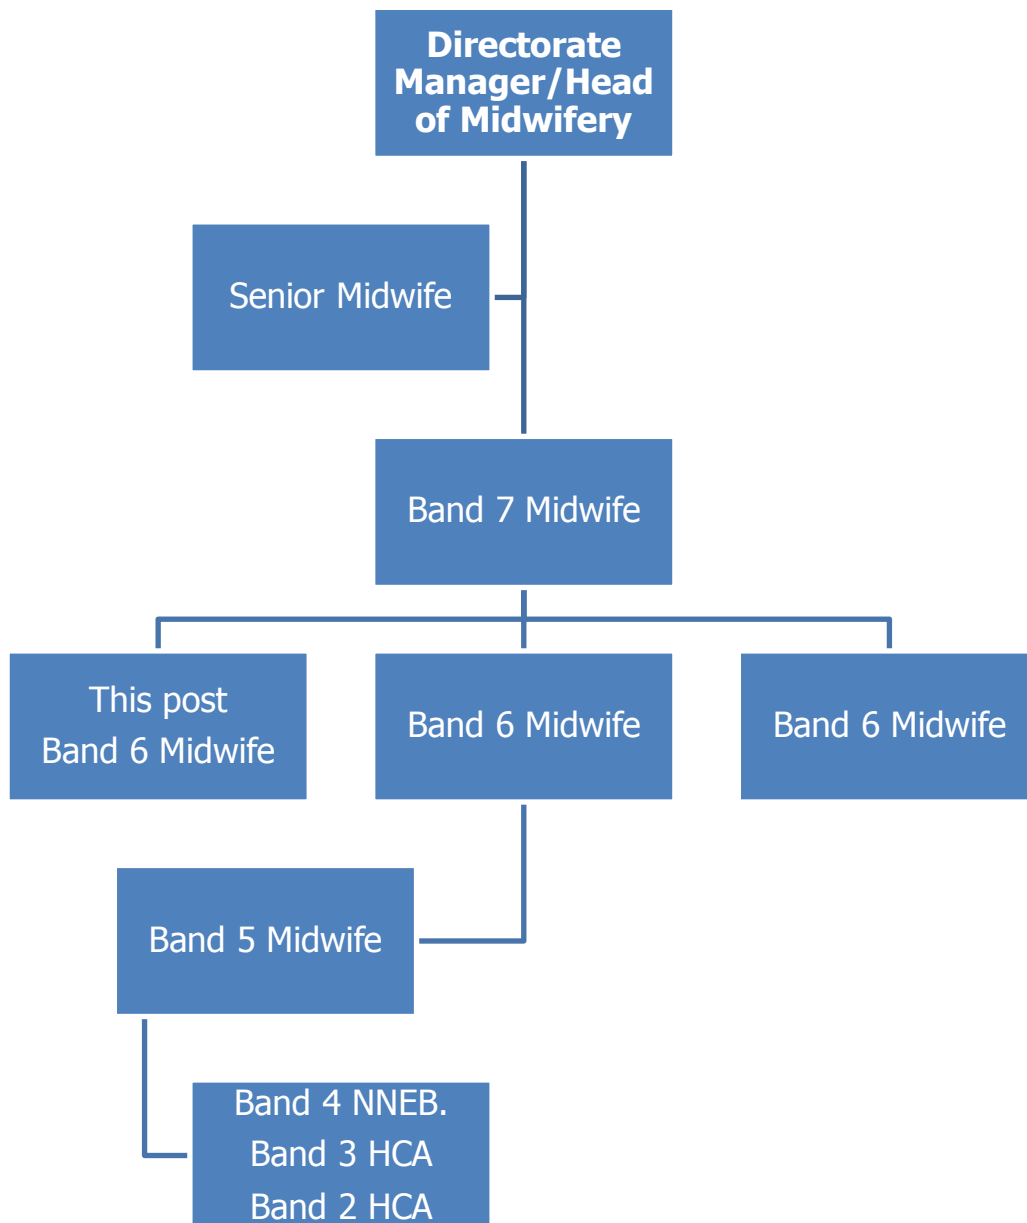 Directorate
Manager/Head
of Midwifery
Senior Midwife
Band 7 Midwife
This post
Band 6 Midwife
Band 6 Midwife
Band 6 Midwife
Band 5 Midwife
Band 4 NNEB.
Band 3 HCA
Band 2 HCA